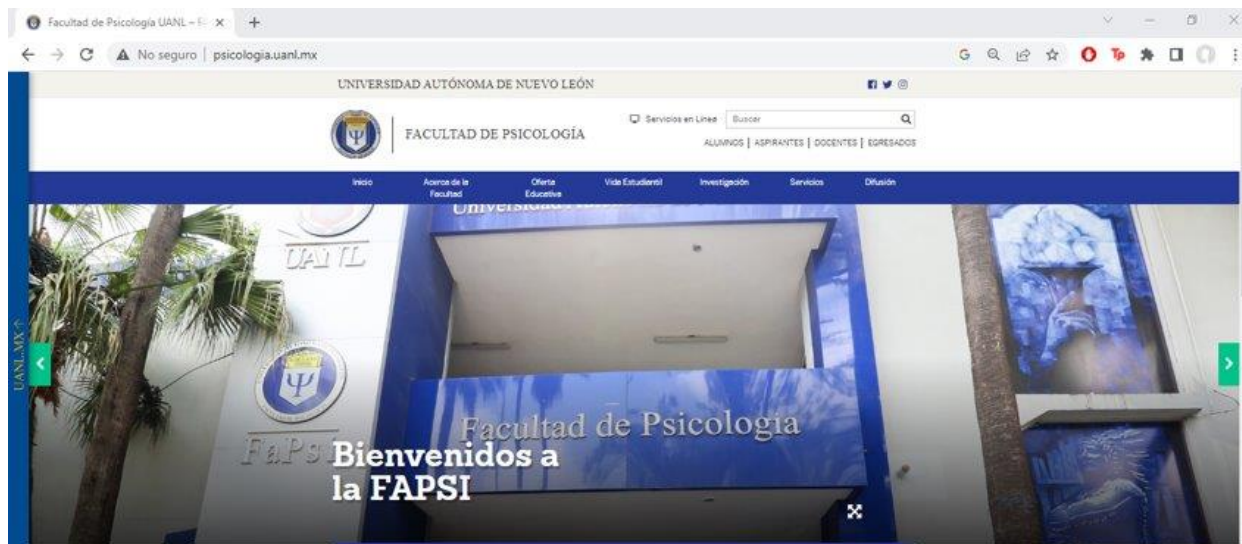 Facultad de Psicología UANL – F
No seguro | psicologia.uanl.mx
UNIVERSIDAD AUTÓNOMA DE NUEVO LEÓN
FACULTAD DE PSICOLOGÍA
Servicios en Línea
Buscar
ALUMNOS | ASPIRANTES | DOCENTES | EGRESADOS
Inicio
Acerca de la
Facultad
Oferta
Educativa
Vida Estudiantil
Investigación
Servicios
Difusión
UANL
FaPsi
Facultad de Psicología
Bienvenidos a
la FAPSI
UANL.MX